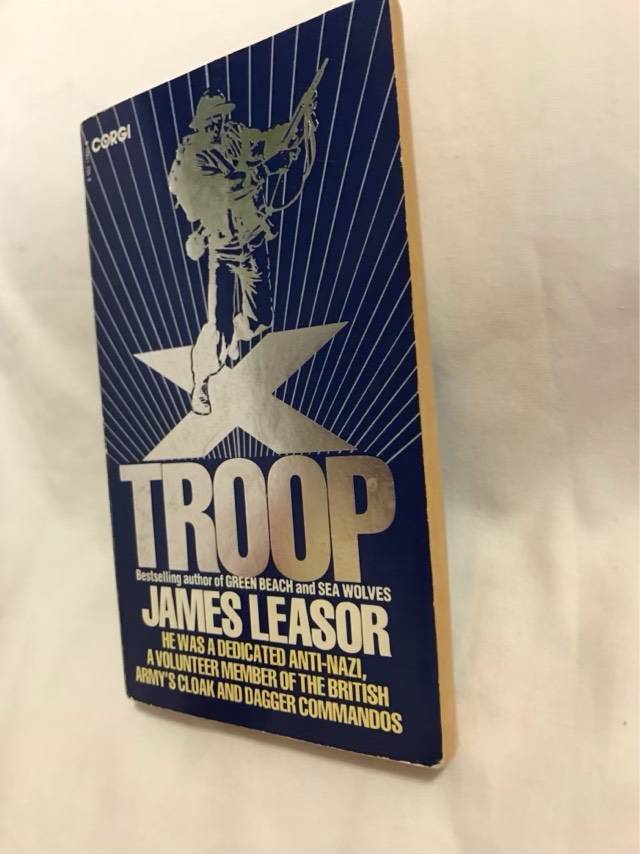 CORGI
X
TROOP
Bestselling author of GREEN BEACH and SEA WOLVES
JAMES LEASOR
HE WAS A DEDICATED ANTI-NAZI,
A VOLUNTEER MEMBER OF THE BRITISH
ARMY'S CLOAK AND DAGGER COMMANDOS